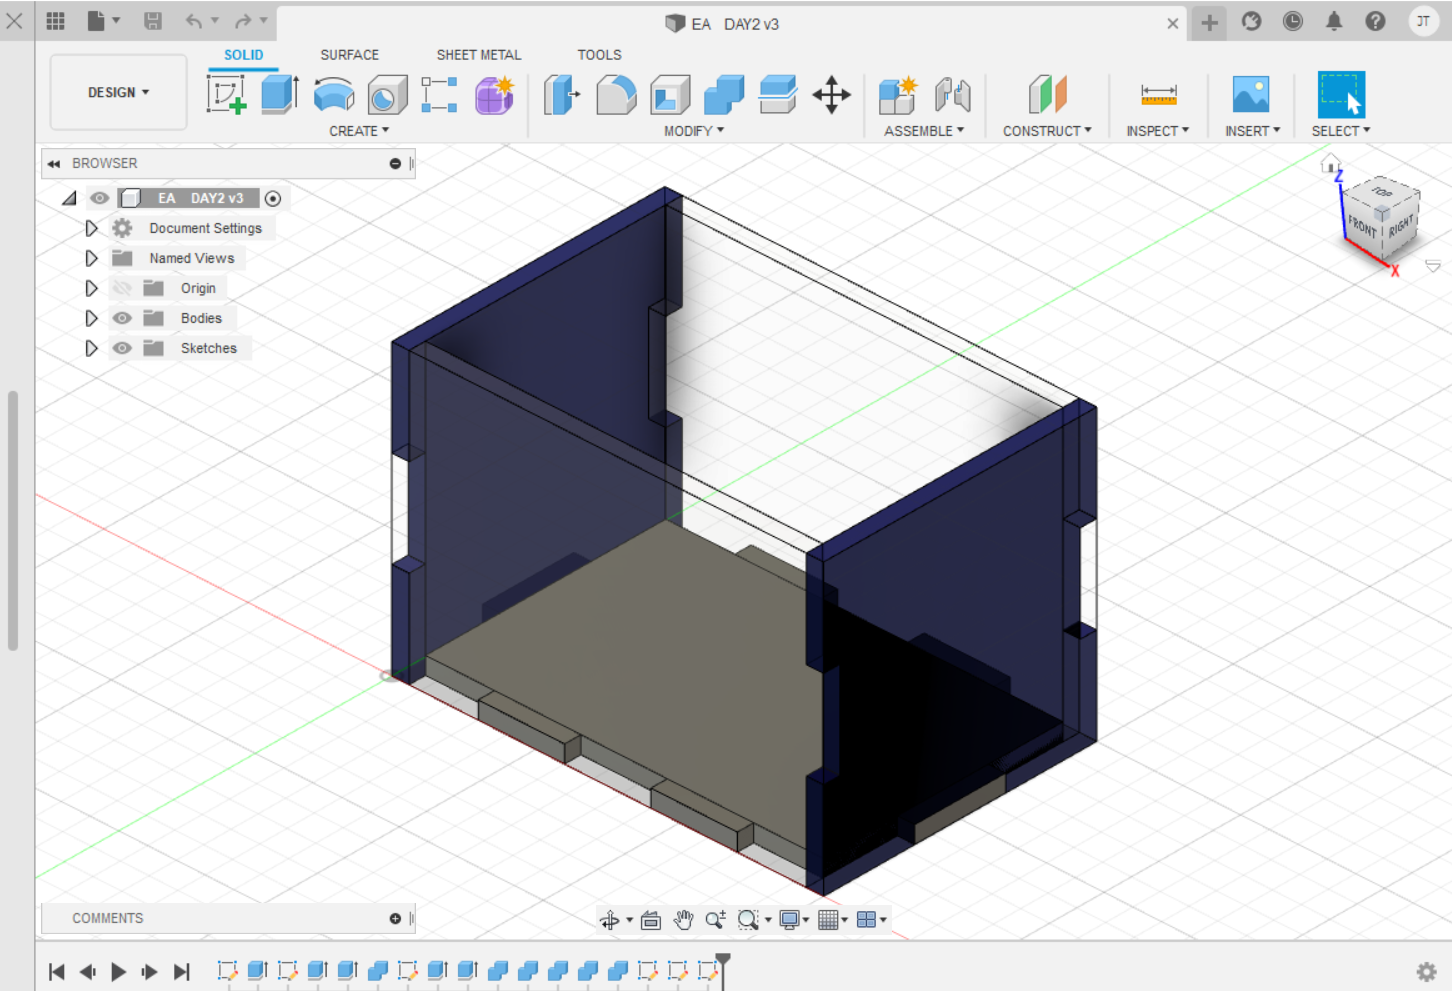 EA DAY2 v3
JT
SOLID SURFACE SHEET METAL TOOLS
DESIGN
CREATE MODIFY ASSEMBLE CONSTRUCT INSPECT INSERT SELECT
BROWSER
EA DAY2 v3
Document Settings
Named Views
Origin
Bodies
Sketches
Z
TOP
FRONT RIGHT
X
COMMENTS